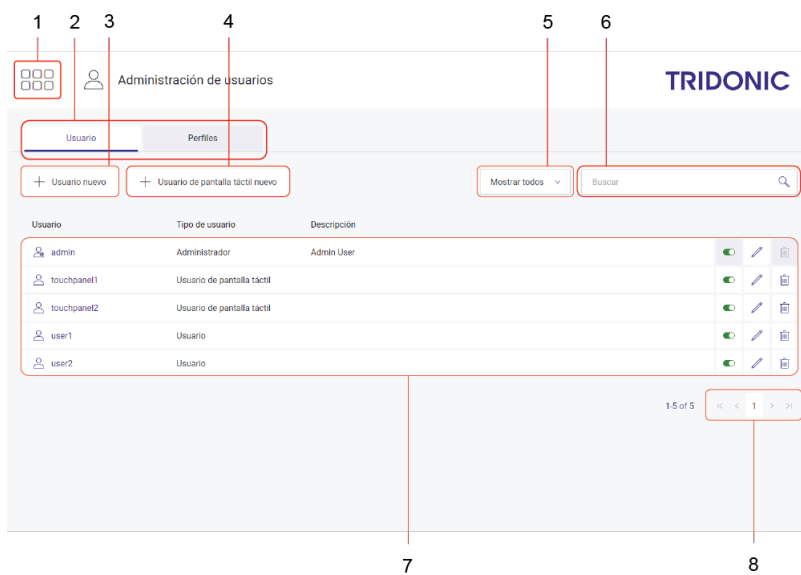 1 2 3 4 5 6
Administración de usuarios TRIDONIC
Usuario Perfiles
Usuario nuevo Usuario de pantalla táctil nuevo Mostrar todos Buscar
Usuario Tipo de usuario Descripción
admin Administrador Admin User
touchpanel1 Usuario de pantalla táctil
touchpanel2 Usuario de pantalla táctil
user1 Usuario
user2 Usuario
1-5 of 5 1
7 8